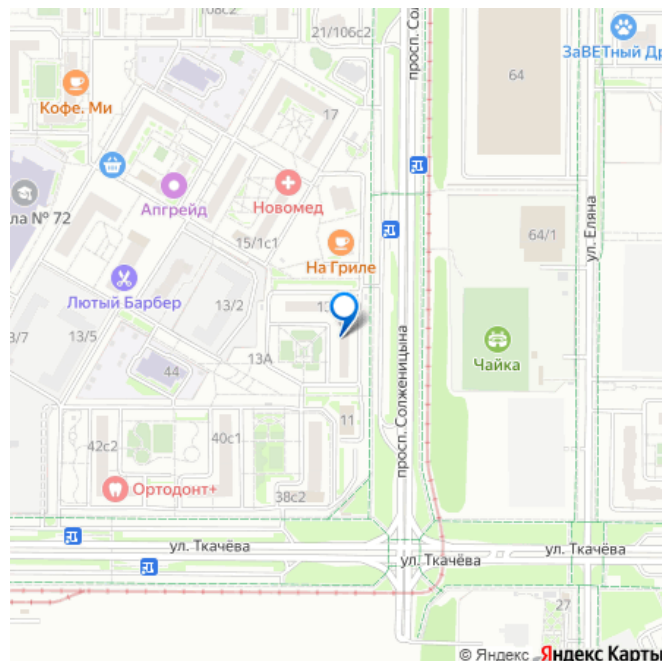 108с2
21/106с2
просп. Со
64
ЗаВЕТный Др
Кофе. Ми
17
Апгрейд
Новомед
ла № 72
15/1с1
На Гриле
64/1
ул. Еляна
Лютый Барбер
13/2
13
3/7
13/5
13А
44
просп. Солженицына
Чайка
11
42с2
40с1
Ортодонт+
38с2
ул. Ткачёва
ул. Ткачёва
ул. Ткачёва
27
© Яндекс Яндекс Карты